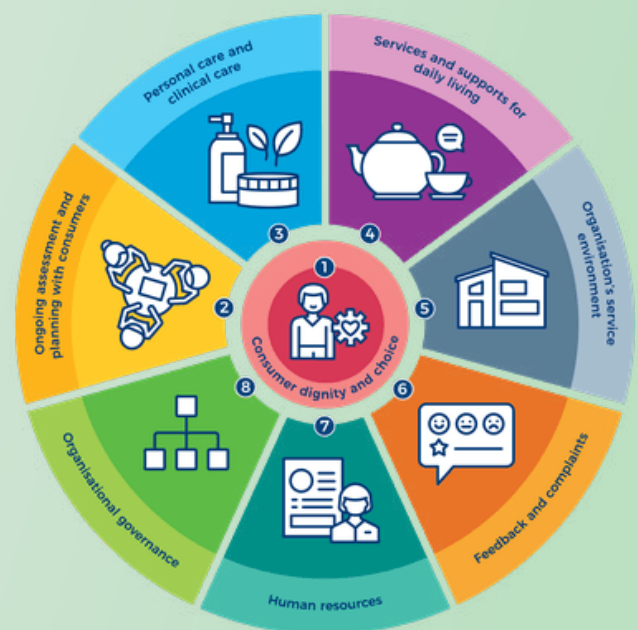 1
Consumer dignity and choice
2
Ongoing assessment and
planning with consumers
3
Personal care and
clinical care
4
Services and supports for
daily living
5
Organisation's service
environment
6
Feedback and complaints
7
Human resources
8
Organisational governance